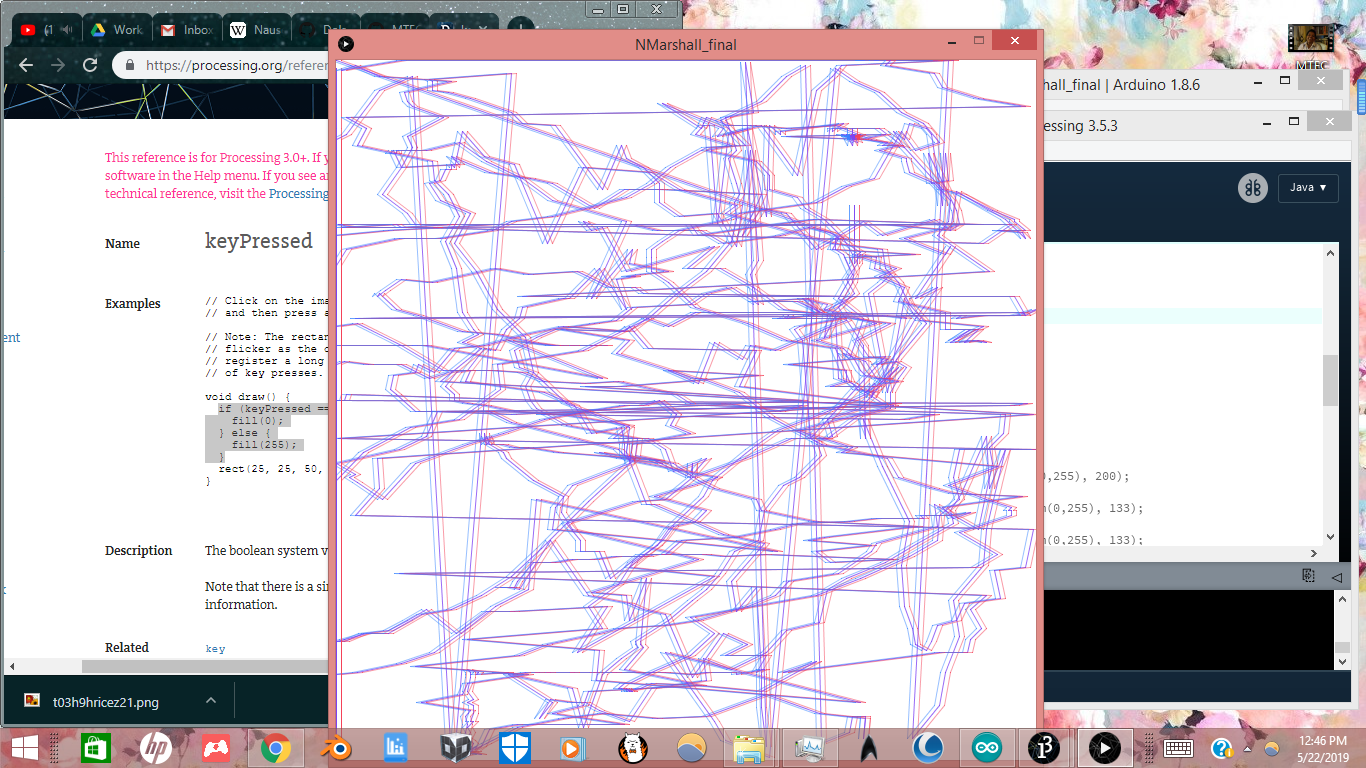 (1
Work
Inbox
Naus
NMarshall_final
MTEC
https://processing.org/refere
hall_final | Arduino 1.8.6
essing 3.5.3
This reference is for Processing 3.0+. If y
software in the Help menu. If you see an
technical reference, visit the Processing
Java ▼
Name
keyPressed
Examples
// Click on the ima
// and then press a
ent
// Note: The rectan
// flicker as the o
// register a long
// of key presses.
void draw() {
if (keyPressed ==
fill(0);
} else {
fill(255);
}
rect(25, 25, 50,
}
0,255), 200);
n(0,255), 133);
n(0,255), 133);
Description
The boolean system v
Note that there is a sim
information.
Related
key
t03h9hricez21.png
12:46 PM
5/22/2019